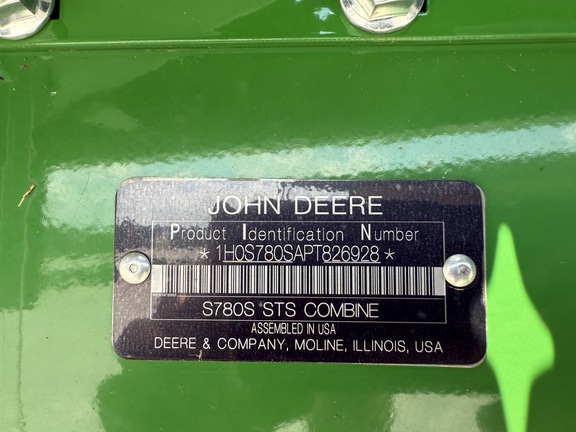 JOHN DEERE
Product Identification Number
*1H0S780SAPT826928*
S780S STS COMBINE
ASSEMBLED IN USA
DEERE & COMPANY, MOLINE, ILLINOIS, USA